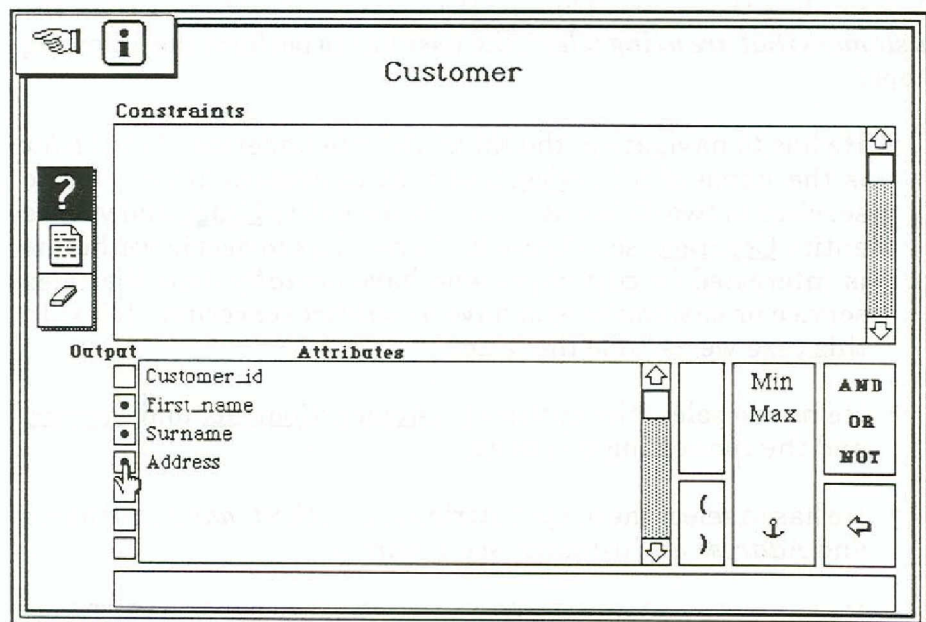 i
Customer
Constraints
?
Output Attributes
Customer_id
First_name
Surname
Address
Min
Max
AND
OR
NOT
(
)